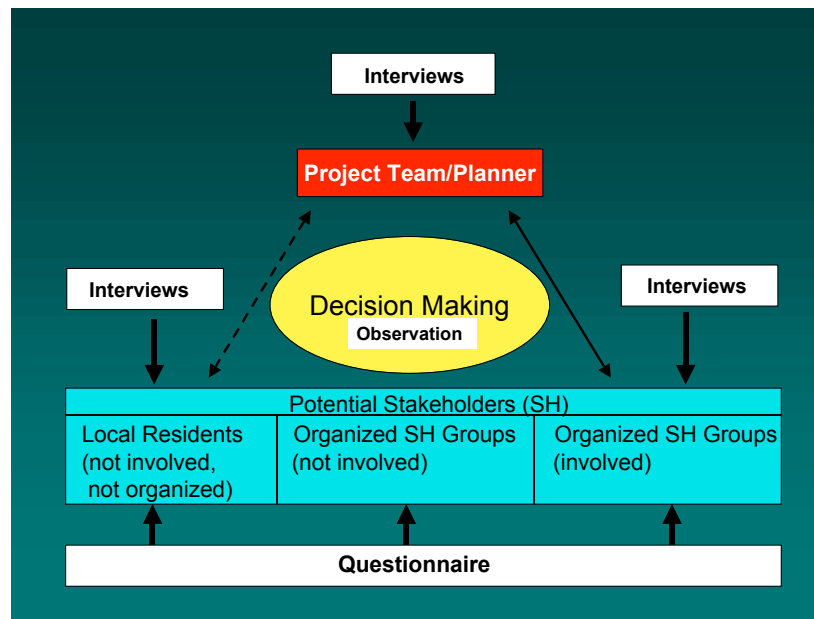 Interviews
Project Team/Planner
Interviews
Interviews
Decision Making
Observation
Potential Stakeholders (SH)
Local Residents
(not involved,
not organized)
Organized SH Groups
(not involved)
Organized SH Groups
(involved)
Questionnaire